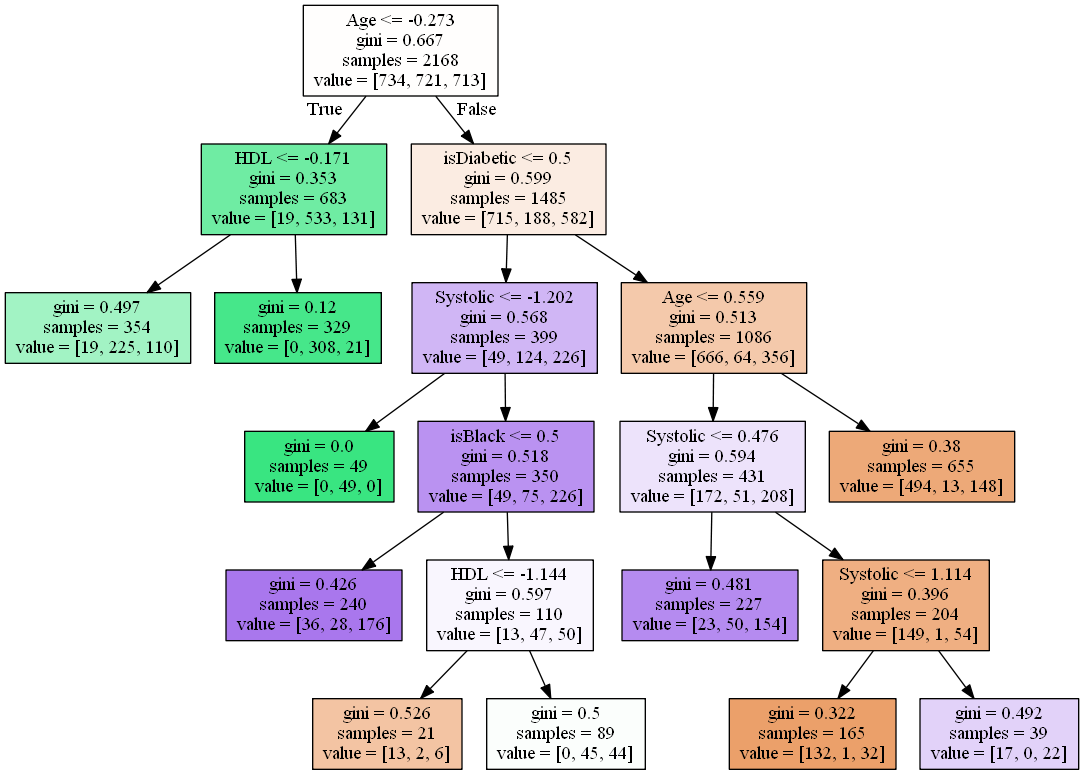 Age <= -0.273
gini = 0.667
samples = 2168
value = [734, 721, 713]
True
False
HDL <= -0.171
gini = 0.353
samples = 683
value = [19, 533, 131]
isDiabetic <= 0.5
gini = 0.599
samples = 1485
value = [715, 188, 582]
gini = 0.497
samples = 354
value = [19, 225, 110]
gini = 0.12
samples = 329
value = [0, 308, 21]
Systolic <= -1.202
gini = 0.568
samples = 399
value = [49, 124, 226]
Age <= 0.559
gini = 0.513
samples = 1086
value = [666, 64, 356]
gini = 0.0
samples = 49
value = [0, 49, 0]
isBlack <= 0.5
gini = 0.518
samples = 350
value = [49, 75, 226]
Systolic <= 0.476
gini = 0.594
samples = 431
value = [172, 51, 208]
gini = 0.38
samples = 655
value = [494, 13, 148]
gini = 0.426
samples = 240
value = [36, 28, 176]
HDL <= -1.144
gini = 0.597
samples = 110
value = [13, 47, 50]
gini = 0.481
samples = 227
value = [23, 50, 154]
Systolic <= 1.114
gini = 0.396
samples = 204
value = [149, 1, 54]
gini = 0.526
samples = 21
value = [13, 2, 6]
gini = 0.5
samples = 89
value = [0, 45, 44]
gini = 0.322
samples = 165
value = [132, 1, 32]
gini = 0.492
samples = 39
value = [17, 0, 22]